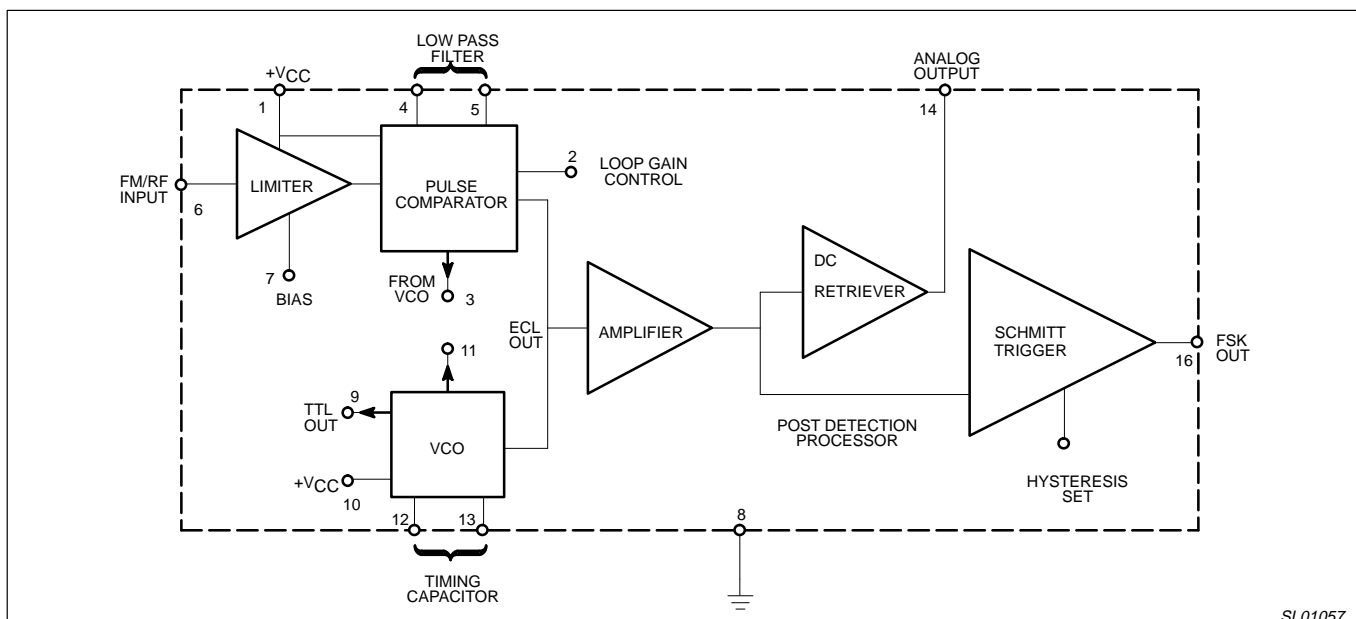 LOW PASS
FILTER
+VCC
ANALOG
OUTPUT
1
4
5
14
FM/RF
INPUT
6
LIMITER
PULSE
COMPARATOR
2
LOOP GAIN
CONTROL
7
BIAS
FROM
VCO
3
DC
RETRIEVER
ECL
OUT
AMPLIFIER
SCHMITT
TRIGGER
16
FSK
OUT
11
9
TTL
OUT
VCO
POST DETECTION
PROCESSOR
+VCC
10
HYSTERESIS
SET
12
13
8
TIMING
CAPACITOR
SL01057